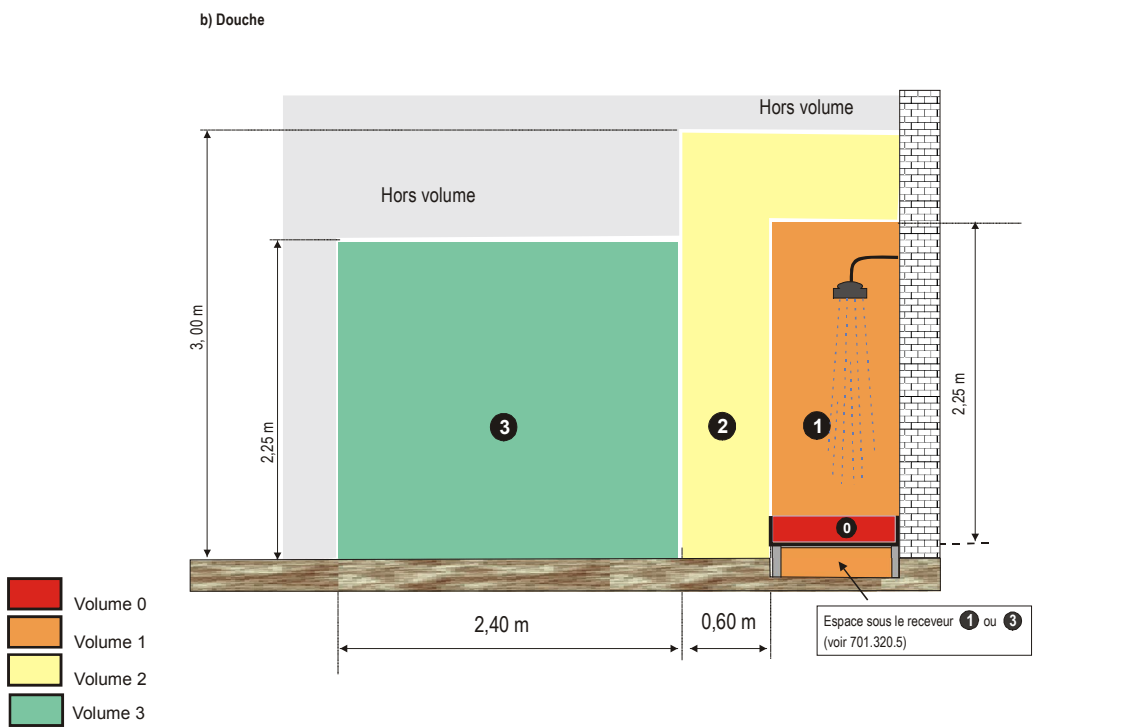 b) Douche
Hors volume
Hors volume
3, 00 m
2,25 m
2,25 m
3
2
1
0
2,40 m
0,60 m
Espace sous le receveur 1 ou 3
(voir 701.320.5)
Volume 0
Volume 1
Volume 2
Volume 3